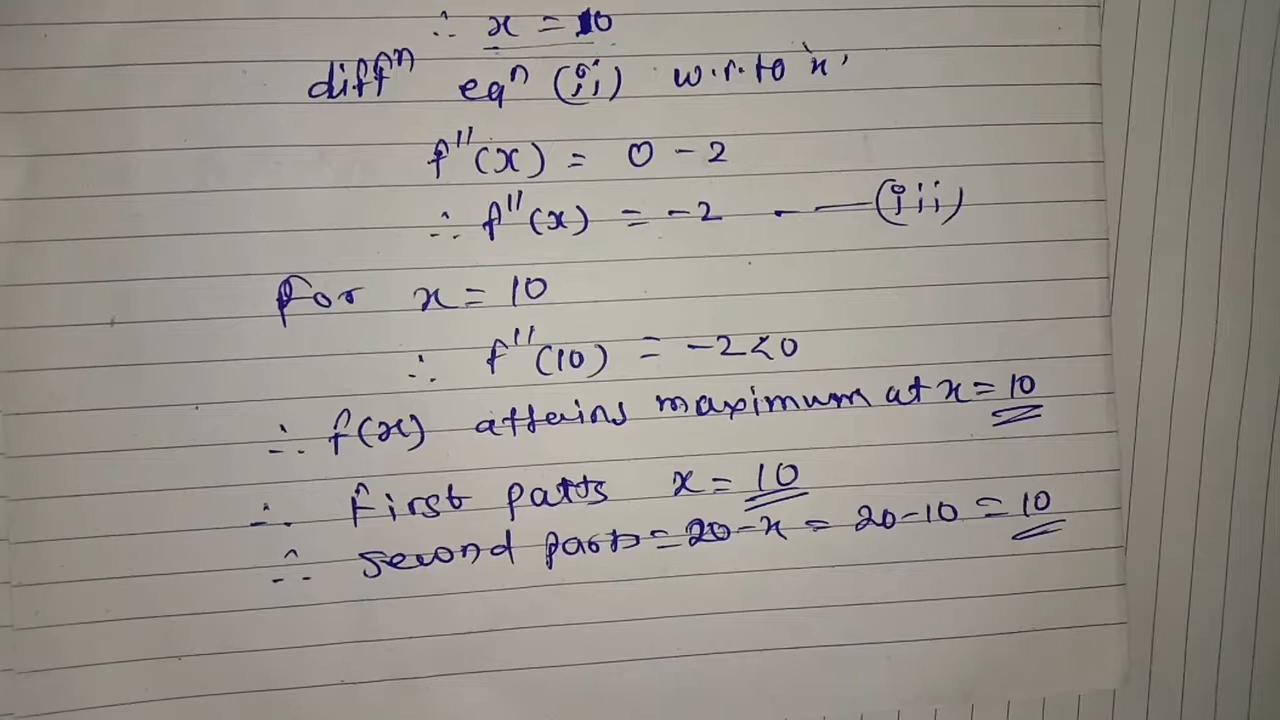 ∴ x = 10
diffⁿ eqⁿ (ii) w.r.to 'x'
f''(x) = 0 - 2
∴ f''(x) = -2 - —(iii)
For x = 10
∴ f''(10) = -2<0
∴ f(x) attains maximum at x = 10
∴ First parts x = 10
∴ second parts = 20-x = 20-10 = 10